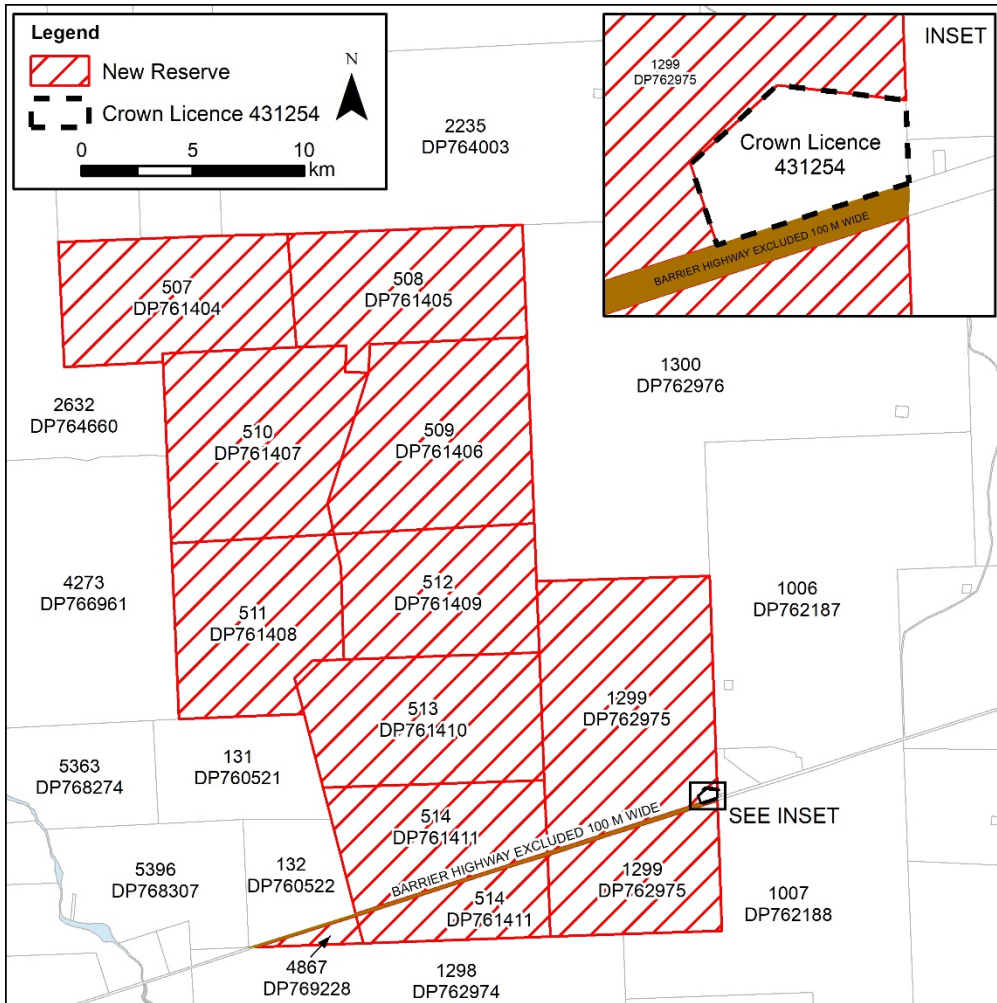 Legend
New Reserve
Crown Licence 431254
N
0 5 10
km
INSET
1299
DP762975
Crown Licence
431254
BARRIER HIGHWAY EXCLUDED 100 M WIDE
2235
DP764003
507
DP761404
508
DP761405
1300
DP762976
2632
DP764660
510
DP761407
509
DP761406
4273
DP766961
511
DP761408
512
DP761409
1006
DP762187
513
DP761410
1299
DP762975
5363
DP768274
131
DP760521
514
DP761411
BARRIER HIGHWAY EXCLUDED 100 M WIDE
SEE INSET
5396
DP768307
132
DP760522
514
DP761411
1299
DP762975
1007
DP762188
4867
DP769228
1298
DP762974